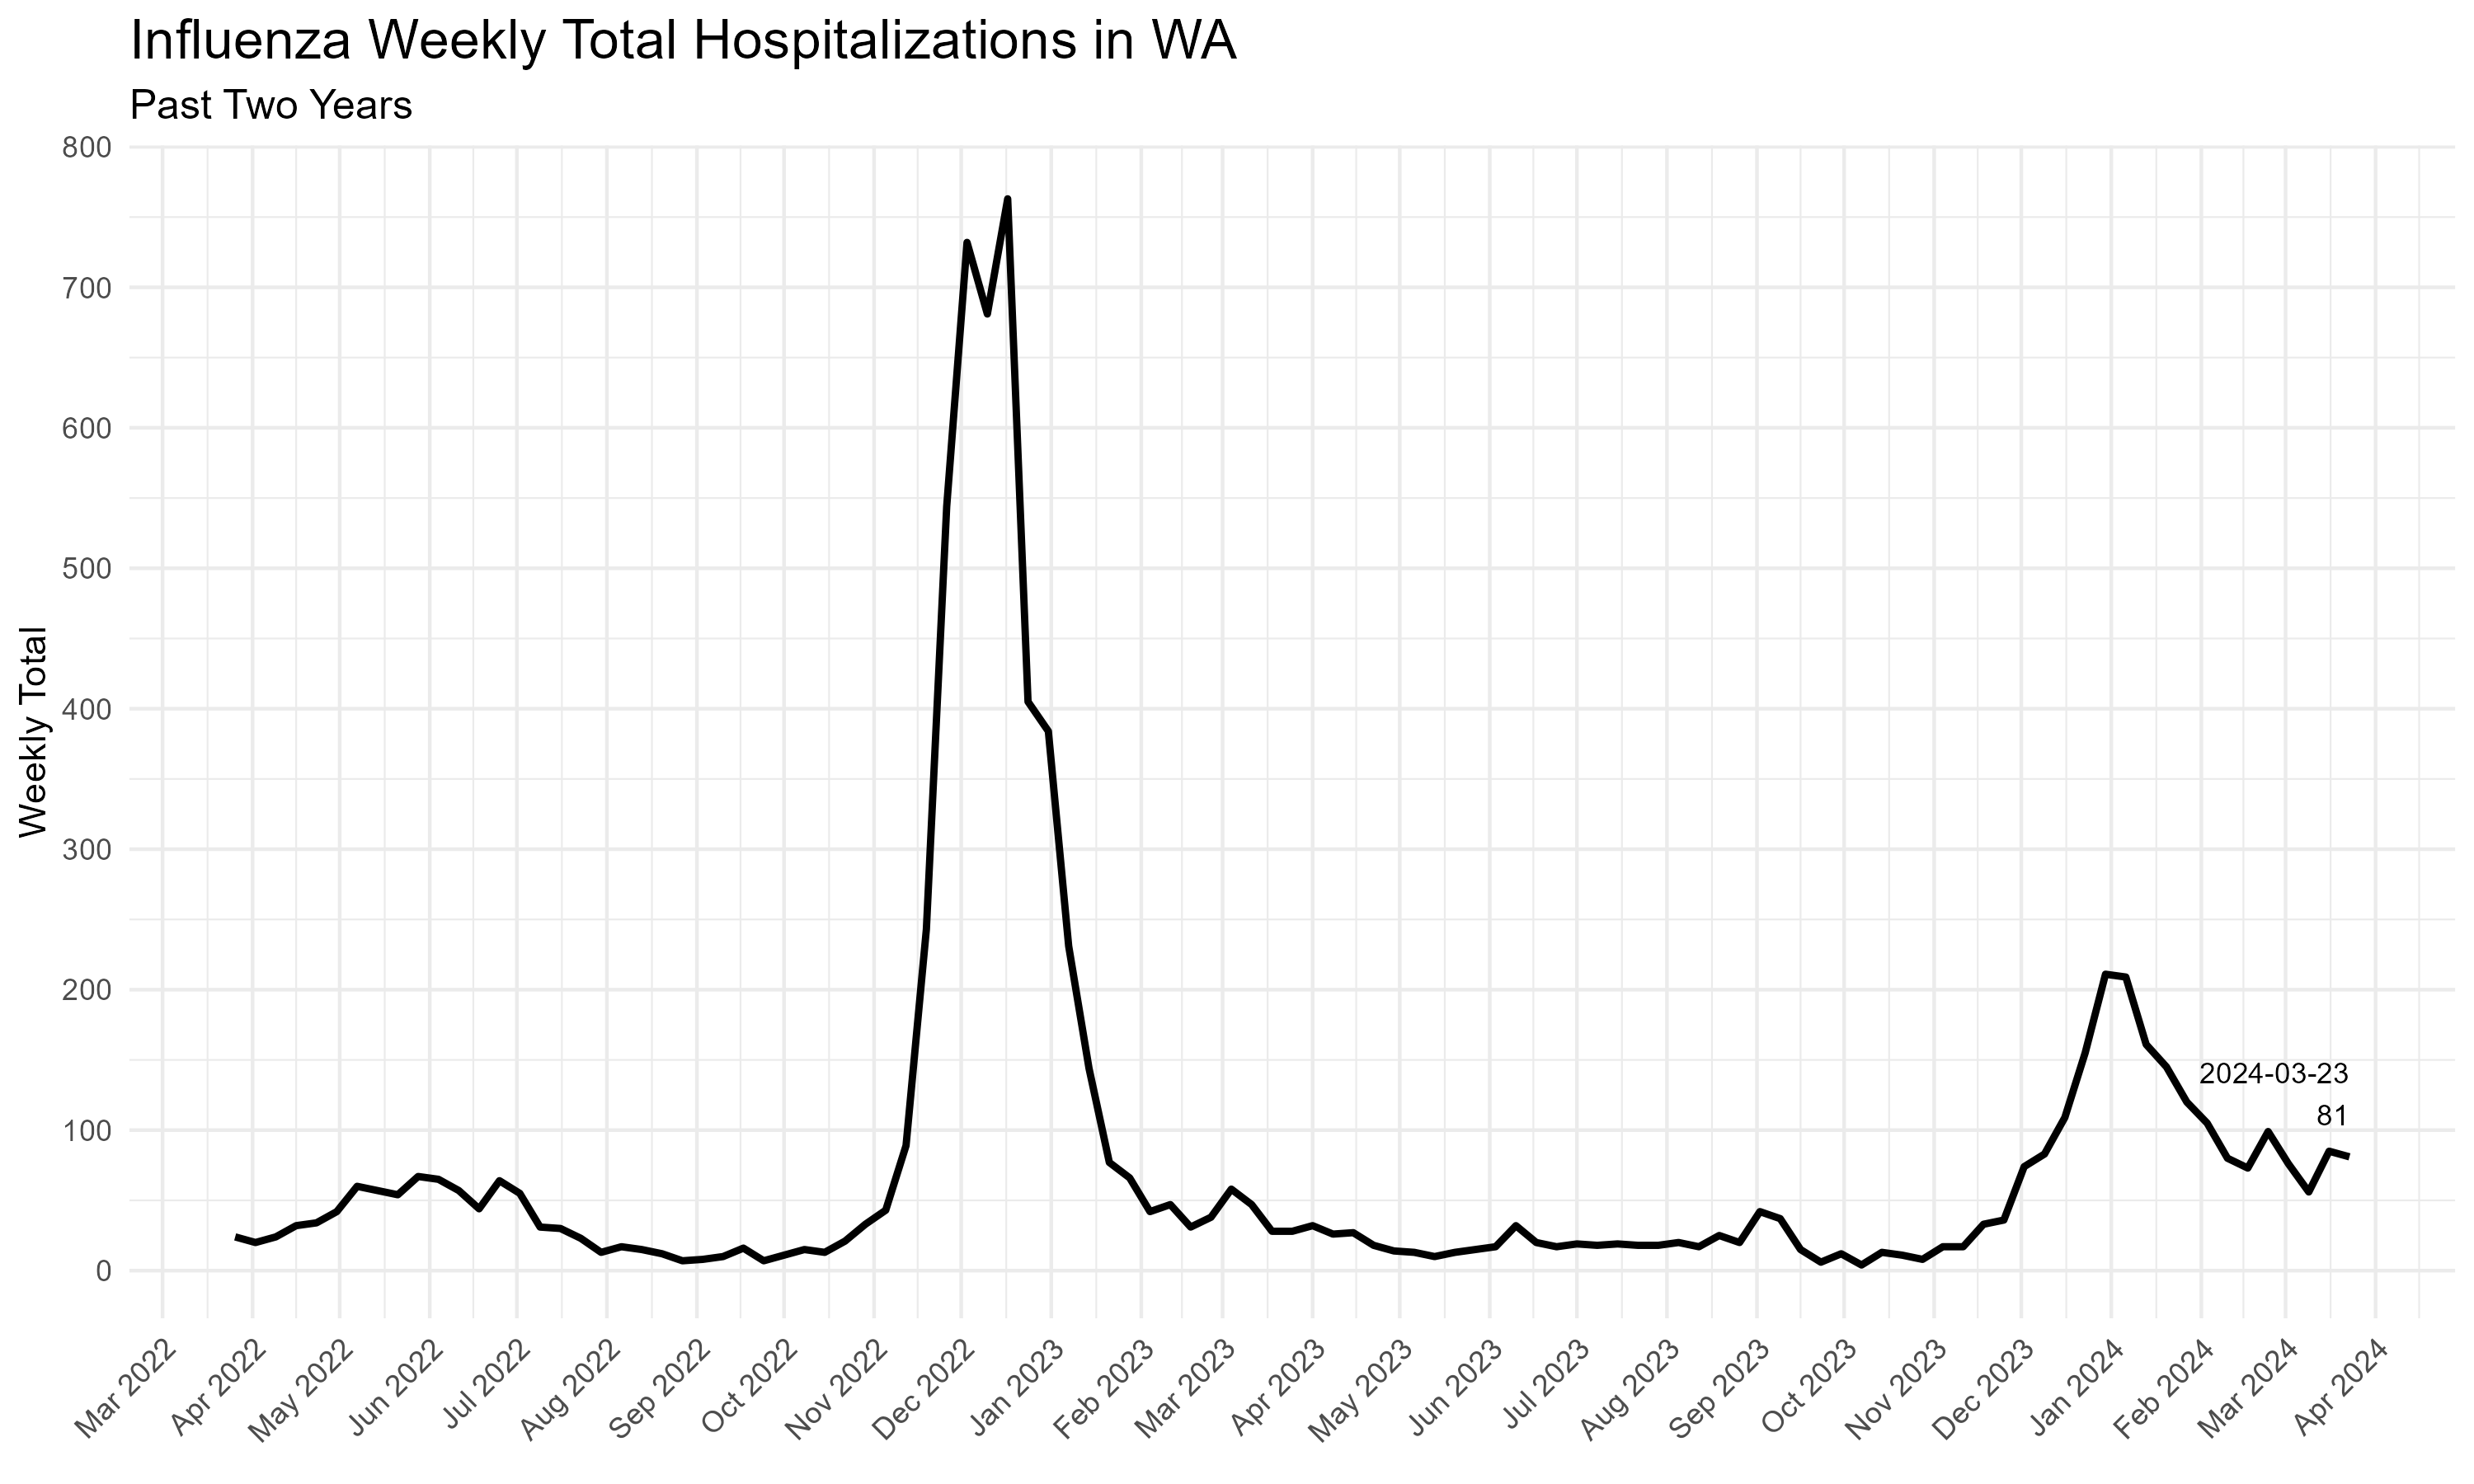 Influenza Weekly Total Hospitalizations in WA
Past Two Years
800
700
600
500
400
300
200
100
0
Weekly Total
2024-03-23
81
Mar 2022
Apr 2022
May 2022
Jun 2022
Jul 2022
Aug 2022
Sep 2022
Oct 2022
Nov 2022
Dec 2022
Jan 2023
Feb 2023
Mar 2023
Apr 2023
May 2023
Jun 2023
Jul 2023
Aug 2023
Sep 2023
Oct 2023
Nov 2023
Dec 2023
Jan 2024
Feb 2024
Mar 2024
Apr 2024